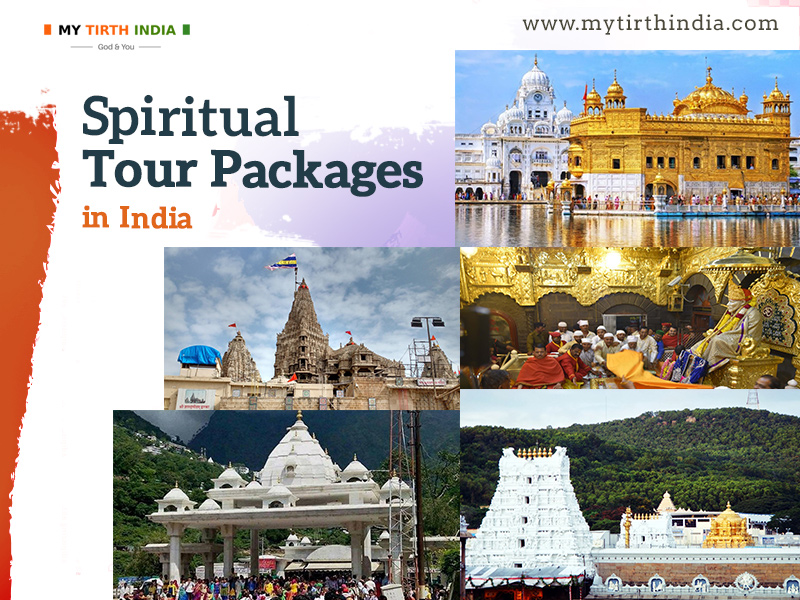 MY TIRTH INDIA
God & You
www.mytirthindia.com
Spiritual
Tour Packages
in India